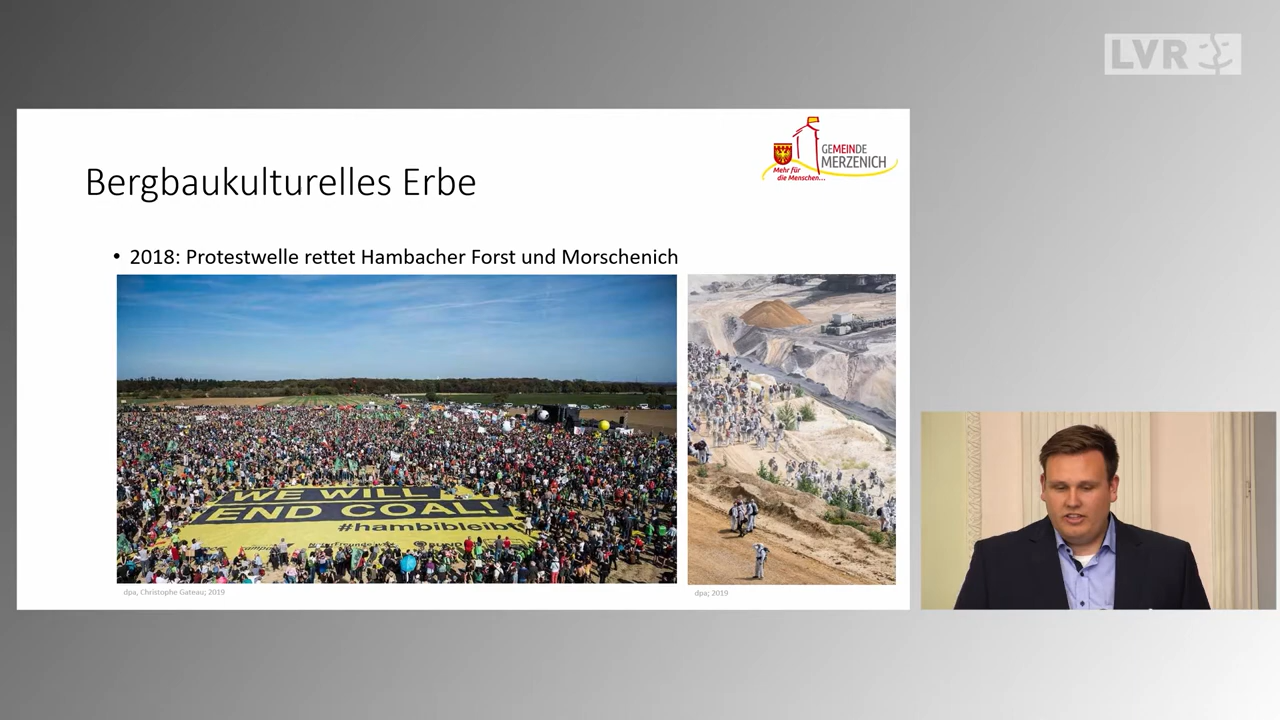 LVR
GEMEINDE
MERZENICH
Mehr für
die Menschen...
Bergbaukulturelles Erbe
• 2018: Protestwelle rettet Hambacher Forst und Morschenich
WE WILL
END COAL!
#hambibleibt
dpa, Christophe Gateau; 2019
dpa; 2019